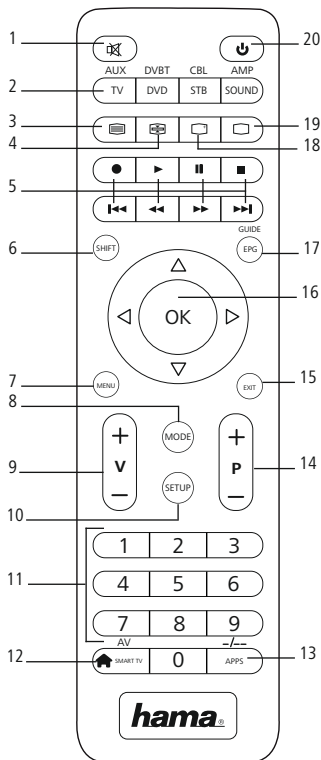 1
20
AUX DVBT CBL AMP
2 TV DVD STB SOUND
3
19
4
18
5
GUIDE
6 SHIFT EPG 17
16
OK
7 MENU EXIT 15
8 MODE
+ +
9 V P 14
– –
10 SETUP
1 2 3
11
4 5 6
7 8 9
AV -/--
12 SMART TV 0 APPS 13
hama®